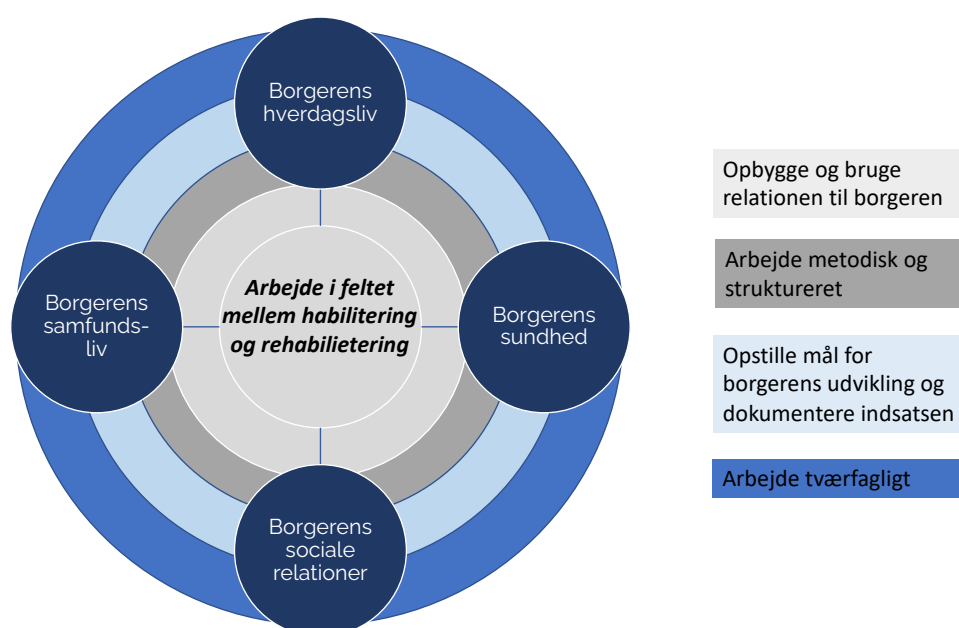 Borgerens
hverdagsliv
Borgerens
samfunds-
liv
Arbejde i feltet
mellem habilitering
og rehabilietering
Borgerens
sundhed
Borgerens
sociale
relationer
Opbygge og bruge
relationen til borgeren
Arbejde metodisk og
struktureret
Opstille mål for
borgerens udvikling og
dokumentere indsatsen
Arbejde tværfagligt